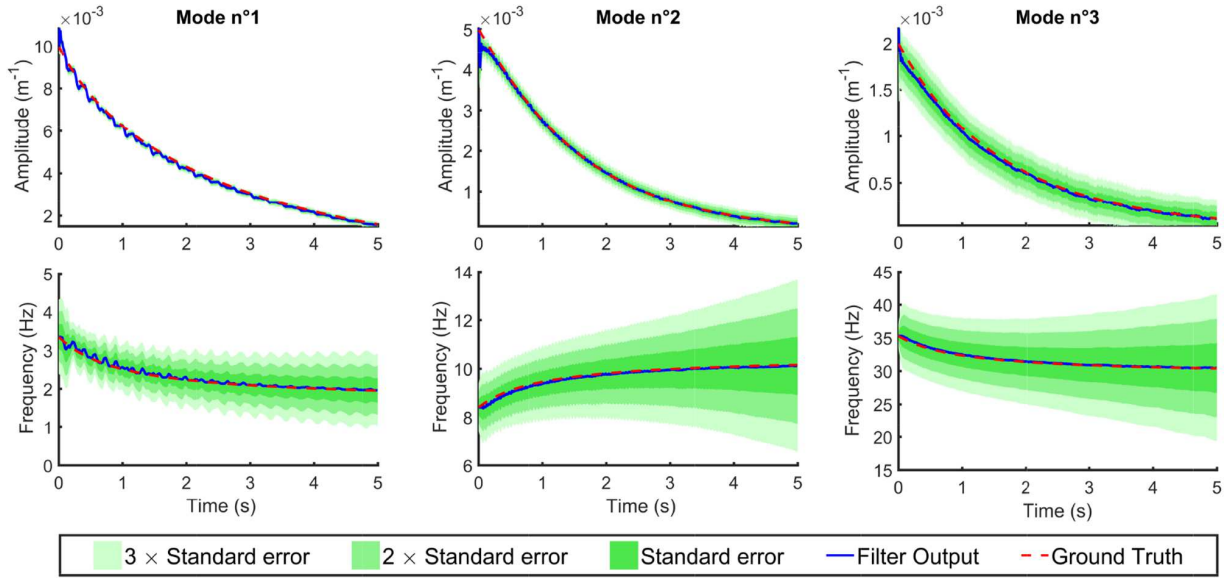 Mode n°1
Mode n°2
Mode n°3
× 10⁻³
10
8
6
4
2
Amplitude (m⁻¹)
0 1 2 3 4 5
× 10⁻³
5
4
3
2
1
Amplitude (m⁻¹)
0 1 2 3 4 5
× 10⁻³
2
1.5
1
0.5
Amplitude (m⁻¹)
0 1 2 3 4 5
5
4
3
2
1
0
Frequency (Hz)
0 1 2 3 4 5
Time (s)
14
12
10
8
6
Frequency (Hz)
0 1 2 3 4 5
Time (s)
45
40
35
30
25
20
15
Frequency (Hz)
0 1 2 3 4 5
Time (s)
3 × Standard error 2 × Standard error Standard error Filter Output Ground Truth